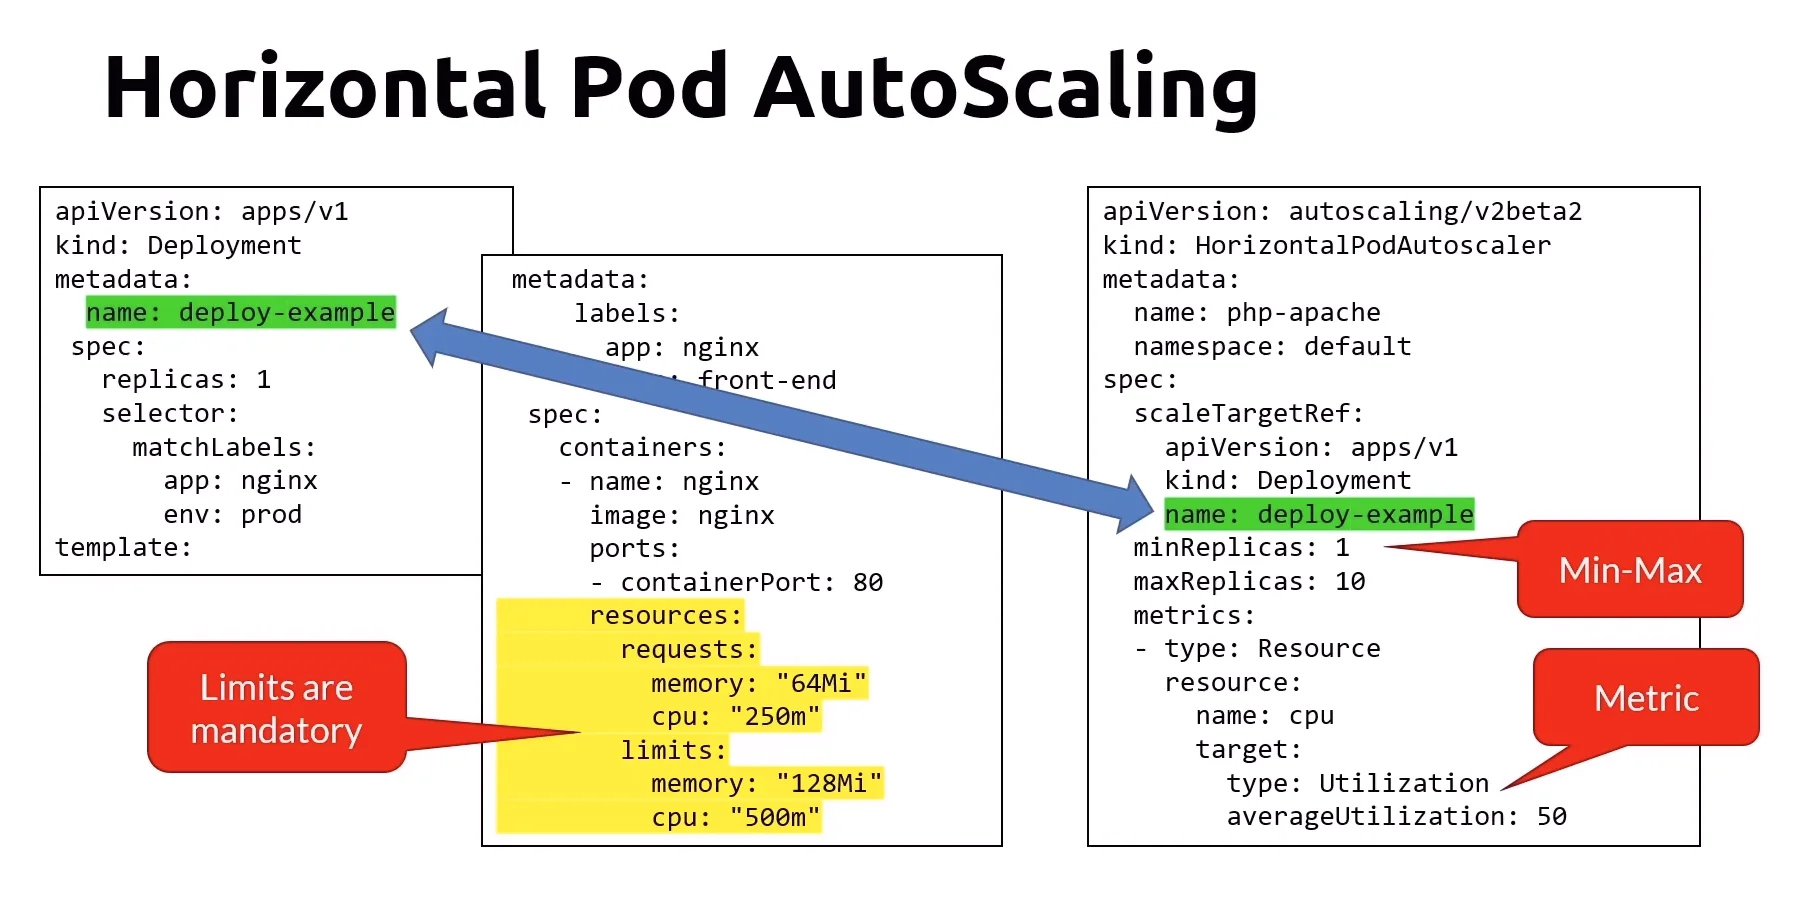 Horizontal Pod AutoScaling
apiVersion: apps/v1
kind: Deployment
metadata:
  name: deploy-example
 spec:
   replicas: 1
   selector:
     matchLabels:
       app: nginx
       env: prod
template:
metadata:
    labels:
      app: nginx
      : front-end
 spec:
   containers:
   - name: nginx
     image: nginx
     ports:
     - containerPort: 80
     resources:
       requests:
         memory: "64Mi"
         cpu: "250m"
       limits:
         memory: "128Mi"
         cpu: "500m"
Limits are
mandatory
apiVersion: autoscaling/v2beta2
kind: HorizontalPodAutoscaler
metadata:
  name: php-apache
  namespace: default
spec:
  scaleTargetRef:
    apiVersion: apps/v1
    kind: Deployment
    name: deploy-example
  minReplicas: 1
  maxReplicas: 10
  metrics:
  - type: Resource
    resource:
      name: cpu
      target:
        type: Utilization
        averageUtilization: 50
Min-Max
Metric